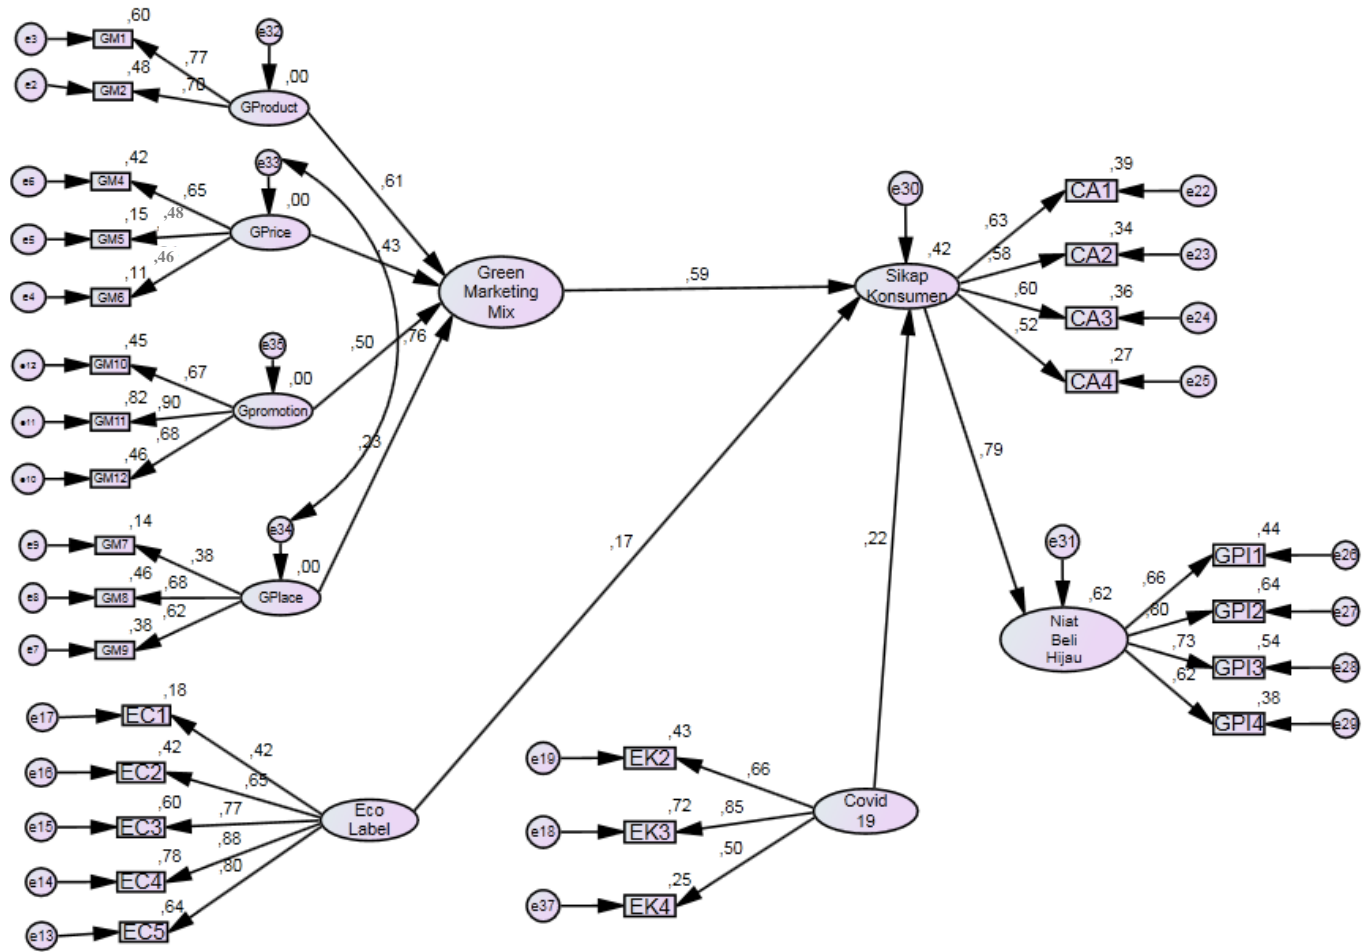 ,60
e3
GM1
,77
e32
,48
e2
GM2
,70
,00
GProduct
,42
e6
GM4
,65
e33
,15
e5
GM5
,48
,00
GPrice
,46
,11
e4
GM6
,61
,43
Green
Marketing
Mix
,45
e12
GM10
,67
e35
,82
e11
GM11
,90
,00
Gpromotion
,68
,46
e10
GM12
,50
,76
,23
,14
e9
GM7
,38
e34
,46
e8
GM8
,68
,00
GPlace
,62
,38
e7
GM9
,18
e17
EC1
,42
,42
e16
EC2
,65
,60
e15
EC3
,77
Eco
Label
,88
,78
e14
EC4
,80
,64
e13
EC5
,59
,17
,22
e30
,42
Sikap
Konsumen
,63
,39
CA1
e22
,58
,34
CA2
e23
,60
,36
CA3
e24
,52
,27
CA4
e25
,79
e31
,62
Niat
Beli
Hijau
,66
,44
GPI1
e26
,80
,64
GPI2
e27
,73
,54
GPI3
e28
,62
,38
GPI4
e29
,43
e19
EK2
,66
,72
e18
EK3
,85
Covid
19
,50
,25
e37
EK4